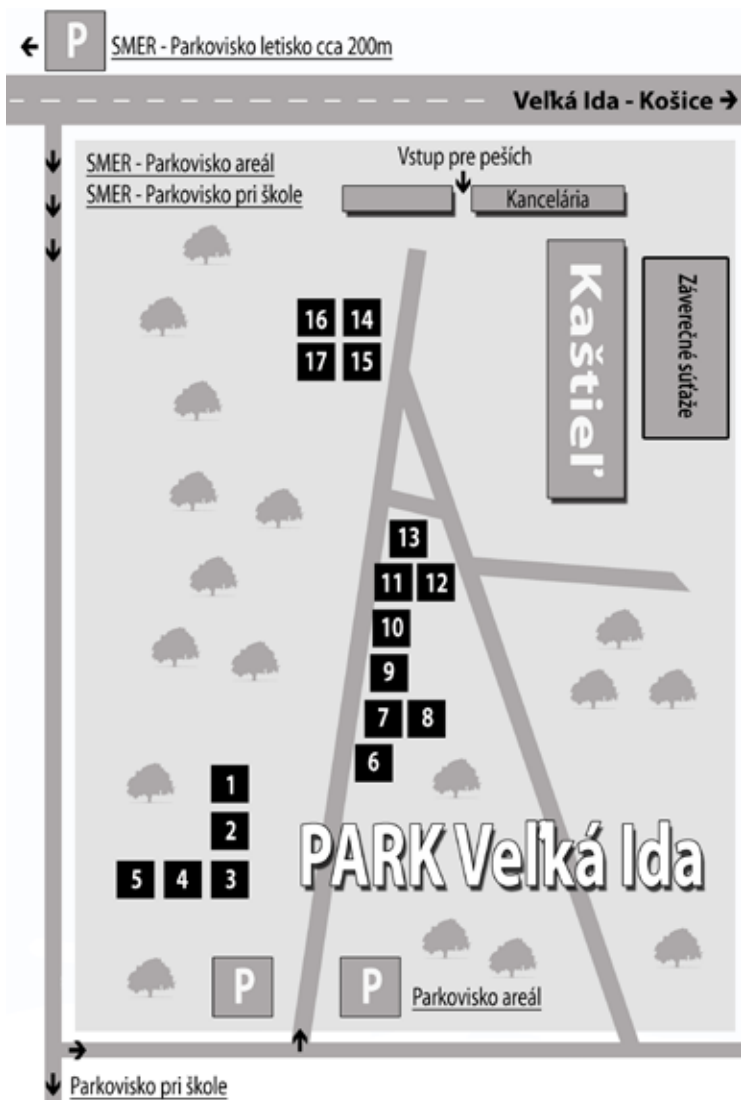 P
SMER - Parkovisko letisko cca 200m
Veľká Ida - Košice
SMER - Parkovisko areál
SMER - Parkovisko pri škole
Vstup pre peších
Kancelária
Kaštieľ
Záverečné súťaže
16 14
17 15
13
11 12
10
9
7 8
6
1
2
5 4 3
PARK Veľká Ida
P
P
Parkovisko areál
Parkovisko pri škole